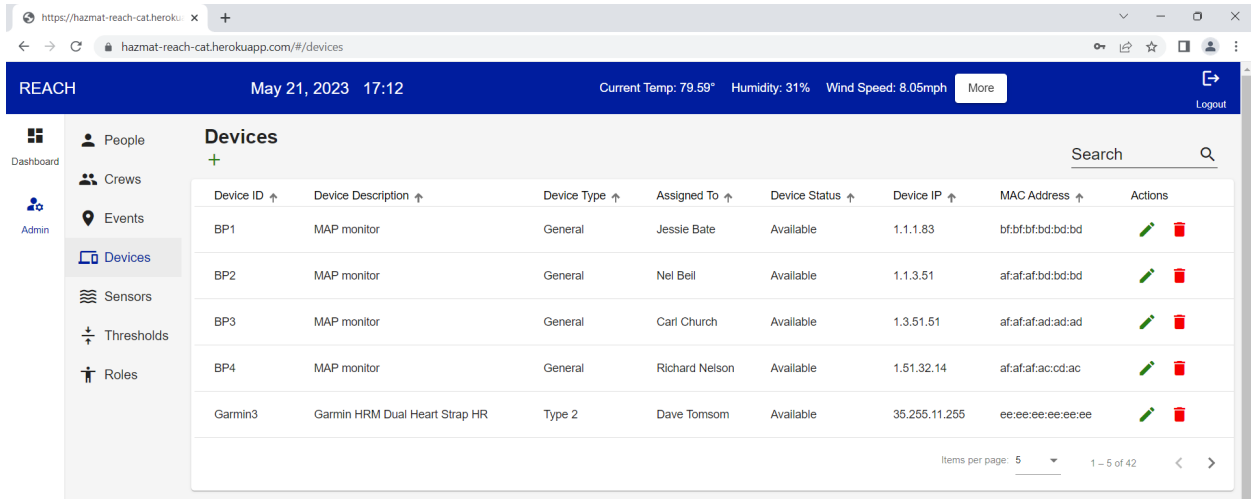 https://hazmat-reach-cat.heroku
hazmat-reach-cat.herokuapp.com/#/devices
REACH May 21, 2023 17:12 Current Temp: 79.59° Humidity: 31% Wind Speed: 8.05mph More Logout
Dashboard
Admin
People
Crews
Events
Devices
Sensors
Thresholds
Roles
Devices
+
Search
Device ID Device Description Device Type Assigned To Device Status Device IP MAC Address Actions
BP1 MAP monitor General Jessie Bate Available 1.1.1.83 bf:bf:bf:bd:bd:bd
BP2 MAP monitor General Nel Beil Available 1.1.3.51 af:af:af:bd:bd:bd
BP3 MAP monitor General Carl Church Available 1.3.51.51 af:af:af:ad:ad:ad
BP4 MAP monitor General Richard Nelson Available 1.51.32.14 af:af:af:ac:cd:ac
Garmin3 Garmin HRM Dual Heart Strap HR Type 2 Dave Tomsom Available 35.255.11.255 ee:ee:ee:ee:ee:ee
Items per page: 5 1 – 5 of 42